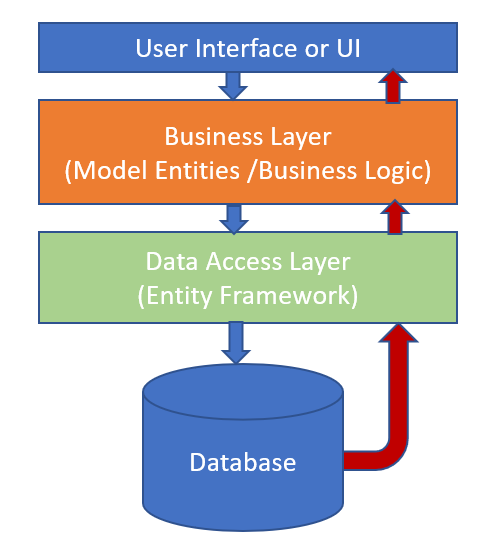 User Interface or UI
Business Layer
(Model Entities /Business Logic)
Data Access Layer
(Entity Framework)
Database